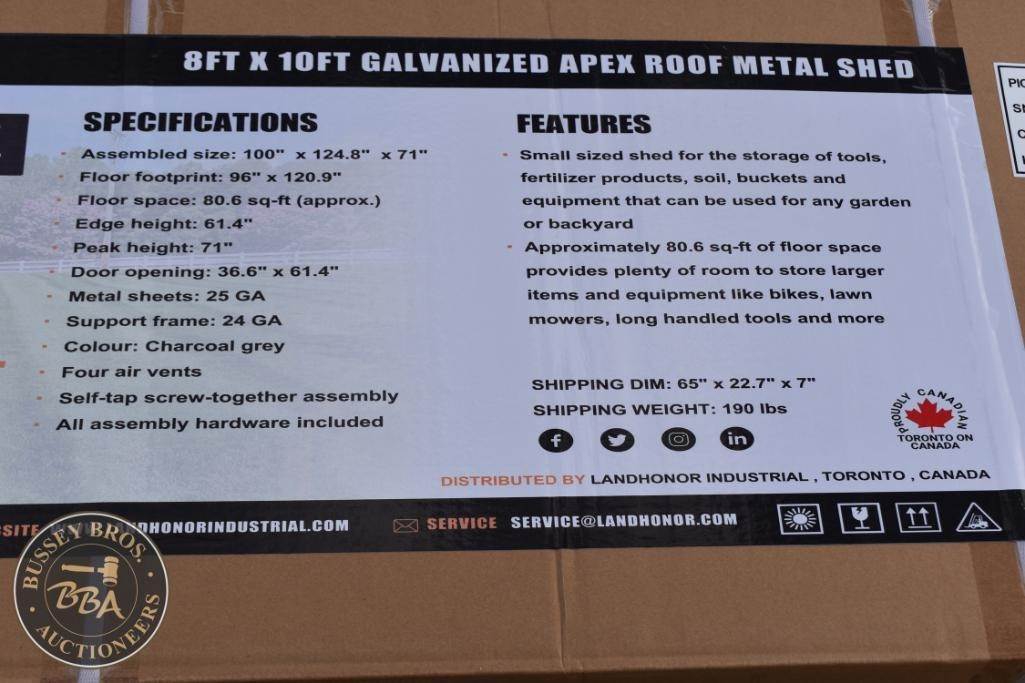 8FT X 10FT GALVANIZED APEX ROOF METAL SHED
SPECIFICATIONS
· Assembled size: 100" x 124.8" x 71"
· Floor footprint: 96" x 120.9"
· Floor space: 80.6 sq-ft (approx.)
· Edge height: 61.4"
· Peak height: 71"
· Door opening: 36.6" x 61.4"
· Metal sheets: 25 GA
· Support frame: 24 GA
· Colour: Charcoal grey
· Four air vents
· Self-tap screw-together assembly
· All assembly hardware included
FEATURES
· Small sized shed for the storage of tools,
fertilizer products, soil, buckets and
equipment that can be used for any garden
or backyard
· Approximately 80.6 sq-ft of floor space
provides plenty of room to store larger
items and equipment like bikes, lawn
mowers, long handled tools and more
SHIPPING DIM: 65" x 22.7" x 7"
SHIPPING WEIGHT: 190 lbs
PROUDLY CANADIAN
TORONTO ON
CANADA
DISTRIBUTED BY LANDHONOR INDUSTRIAL , TORONTO , CANADA
NDHONORINDUSTRIAL.COM
SERVICE SERVICE@LANDHONOR.COM
BUSSEY BROS.
BBA
AUCTIONEERS